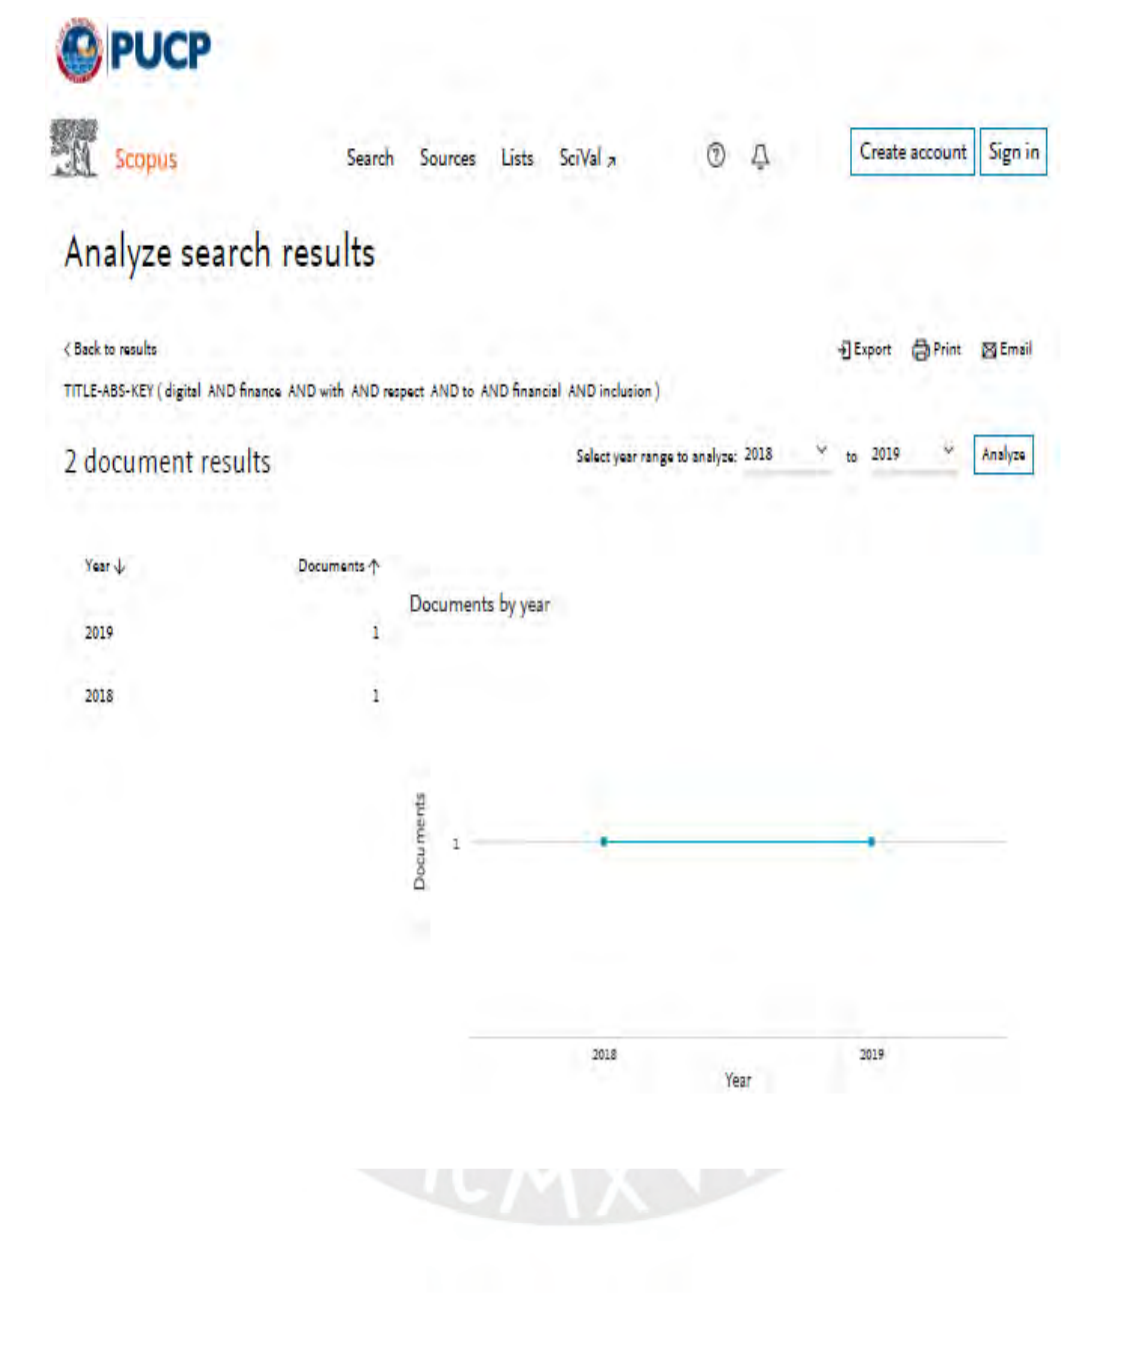 PUCP
Scopus
Search Sources Lists SciVal
Create account Sign in
Analyze search results
Back to results
Export Print Email
TITLE-ABS-KEY ( digital AND finance AND with AND respect AND to AND financial AND inclusion )
2 document results
Select year range to analyze: 2018 to 2019 Analyze
Year Documents
Documents by year
2019 1
2018 1
Documents
1
2018 2019
Year